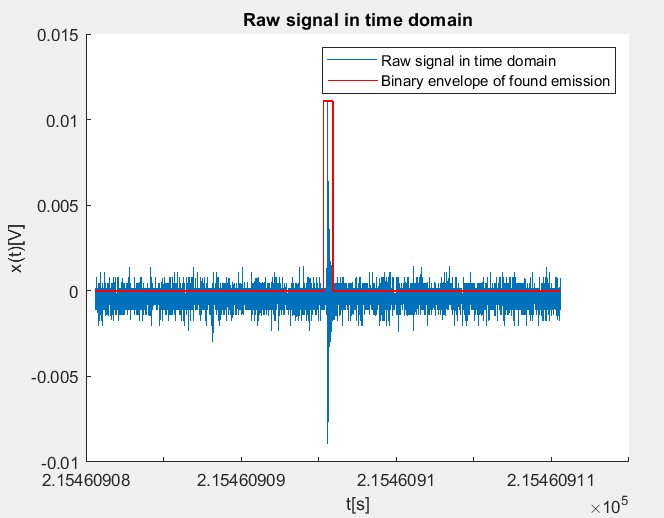 Raw signal in time domain
Raw signal in time domain
Binary envelope of found emission
0.015
0.01
0.005
0
-0.005
-0.01
x(t)[V]
2.15460908
2.15460909
2.1546091
2.15460911
t[s]
×10^5